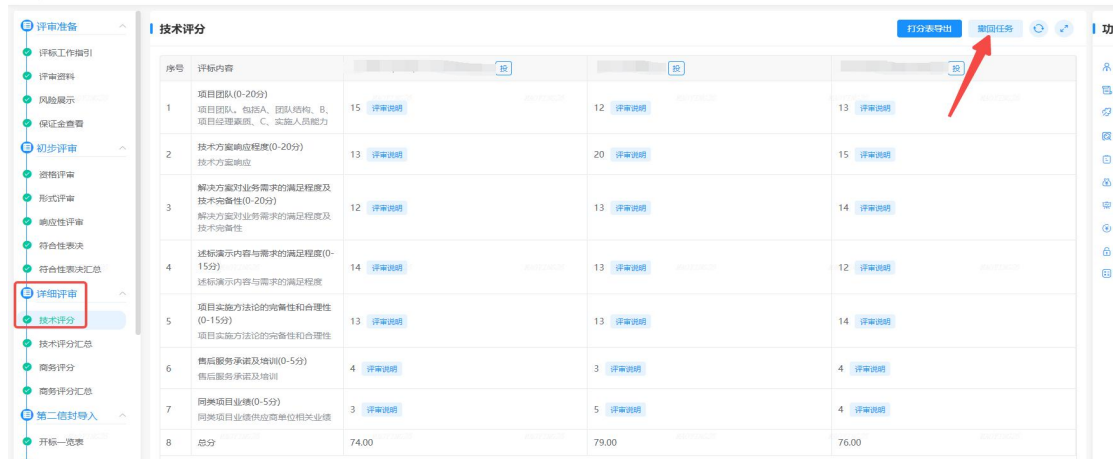 评审准备
评标工作指引
评审资料
风险展示
保证金查看
初步评审
资格评审
形式评审
响应性评审
符合性表决
符合性表决汇总
详细评审
技术评分
技术评分汇总
商务评分
商务评分汇总
第二信封导入
开标一览表
技术评分
打分表导出 撤回任务
功
序号 评标内容 投 投 投
1 项目团队(0-20分)
项目团队。包括A、团队结构、B、
项目经理素质、C、实施人员能力
15 评审说明 12 评审说明 13 评审说明
2 技术方案响应程度(0-20分)
技术方案响应
13 评审说明 20 评审说明 15 评审说明
3 解决方案对业务需求的满足程度及
技术完备性(0-20分)
解决方案对业务需求的满足程度及
技术完备性
12 评审说明 13 评审说明 14 评审说明
4 述标演示内容与需求的满足程度(0-
15分)
述标演示内容与需求的满足程度
14 评审说明 13 评审说明 12 评审说明
5 项目实施方法论的完备性和合理性
(0-15分)
项目实施方法论的完备性和合理性
13 评审说明 13 评审说明 14 评审说明
6 售后服务承诺及培训(0-5分)
售后服务承诺及培训
4 评审说明 3 评审说明 4 评审说明
7 同类项目业绩(0-5分)
同类项目业绩供应商单位相关业绩
3 评审说明 5 评审说明 4 评审说明
8 总分 74.00 79.00 76.00